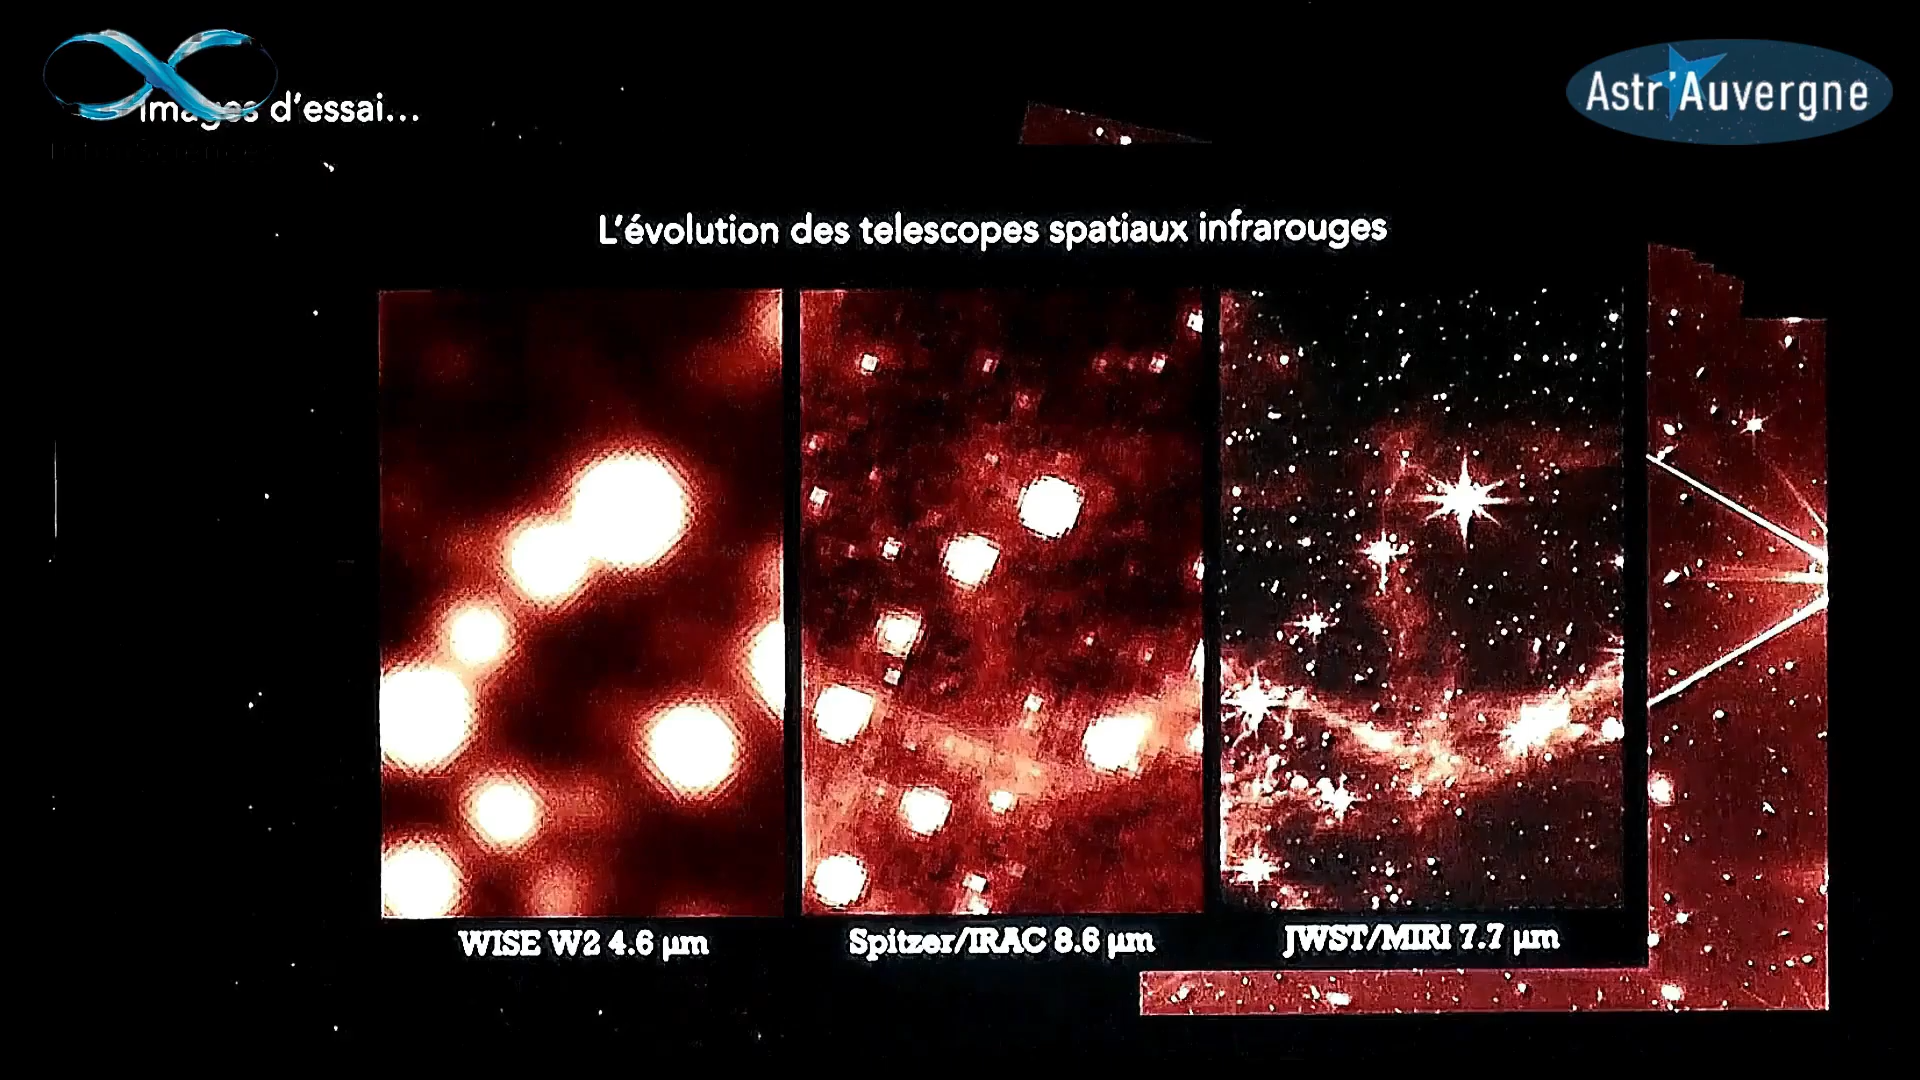 Images d'essai...
Astr'Auvergne
L'évolution des telescopes spatiaux infrarouges
WISE W2 4.6 µm
Spitzer/IRAC 8.6 µm
JWST/MIRI 7.7 µm